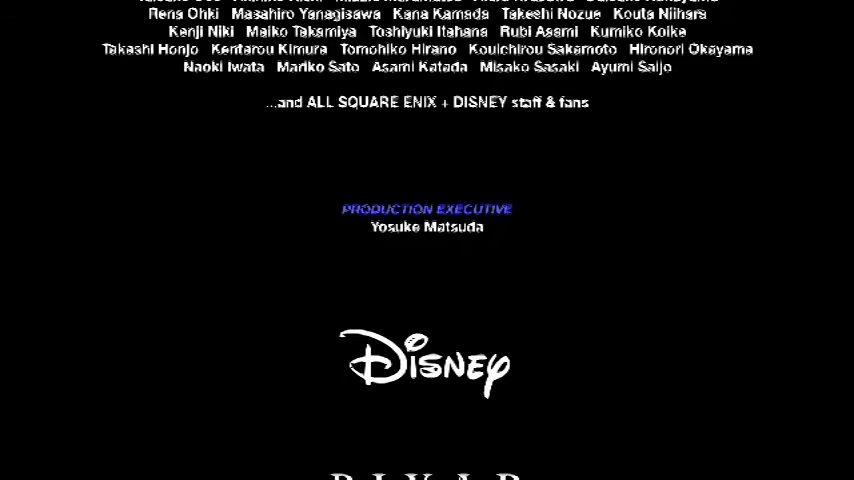 Rena Ohki Masahiro Yanagisawa Kana Kamada Takeshi Nozue Kouta Niihara
Kenji Niki Maiko Takamiya Toshiyuki Itahana Rubi Asami Kumiko Koike
Takashi Honjo Kentarou Kimura Tomohiko Hirano Kouichirou Sakamoto Hironori Okayama
Naoki Iwata Mariko Sato Asami Katada Misako Sasaki Ayumi Saijo
...and ALL SQUARE ENIX + DISNEY staff & fans
PRODUCTION EXECUTIVE
Yosuke Matsuda
DISNEY
PIXAR